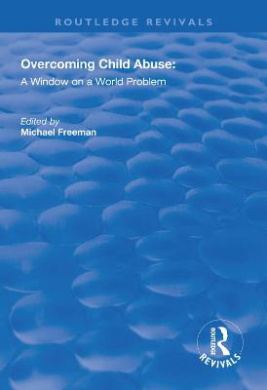 ROUTLEDGE REVIVALS
Overcoming Child Abuse:
A Window on a World Problem
Edited by
Michael Freeman
R
ROUTLEDGE
REVIVALS